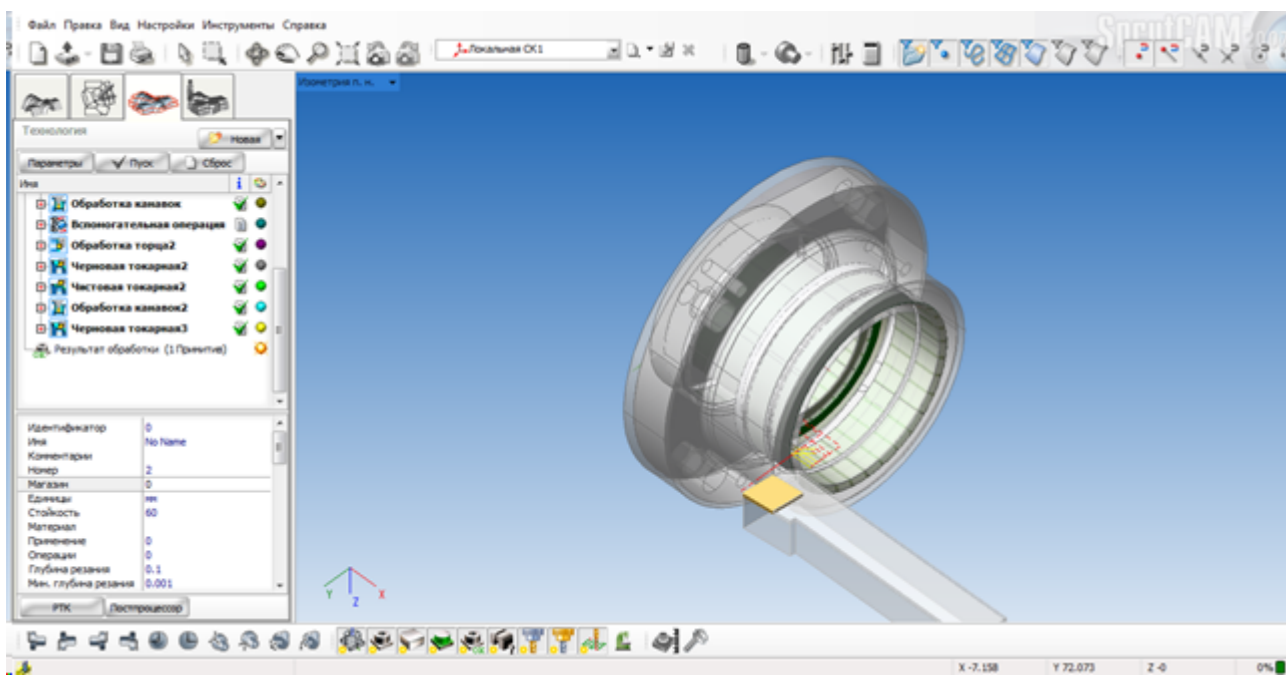 Файл Правка Вид Настройки Инструменты Справка
SprutCAM
Локальная СК1
Изометрия п. н.
Технология
Новая
Параметры Пуск Сброс
Имя
Обработка канавок
Вспомогательная операция
Обработка торца2
Черновая токарная2
Чистовая токарная2
Обработка канавок2
Черновая токарная3
Результат обработки (1 Примитив)
Идентификатор 0
Имя No Name
Комментарии
Номер 2
Магазин 0
Единицы мм
Стойкость 60
Материал
Применение 0
Операции 0
Глубина резания 0.1
Мин. глубина резания 0.001
РТК Постпроцессор
Y Z X
X -7.158 Y 72.073 Z -0 0%